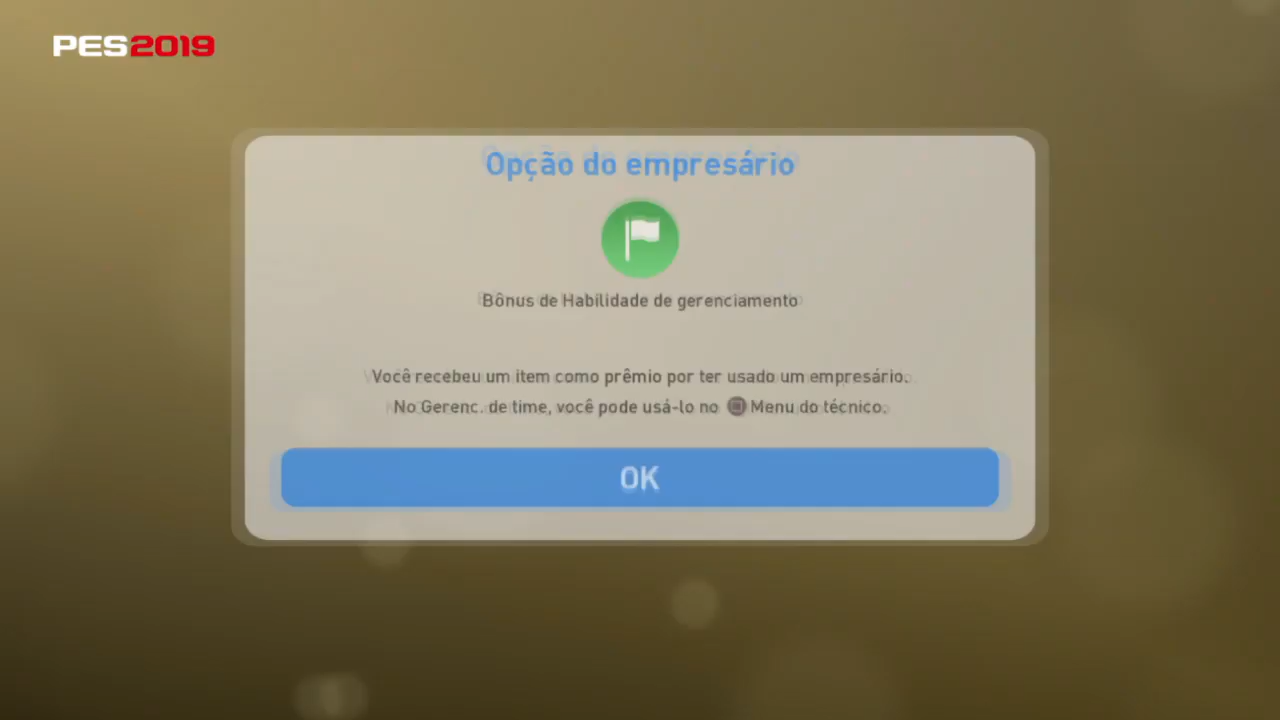 PES2019
Opção do empresário
Bônus de Habilidade de gerenciamento
Você recebeu um item como prêmio por ter usado um empresário.
No Gerenc. de time, você pode usá-lo no Menu do técnico.
OK